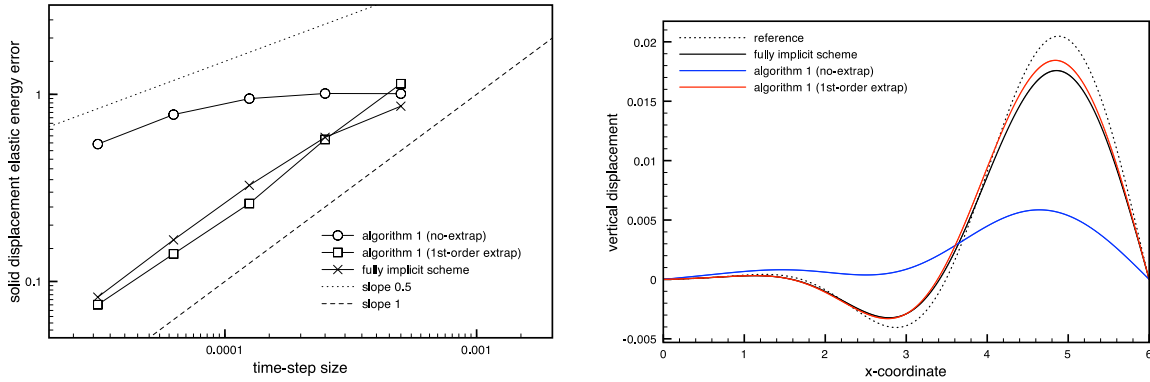 solid displacement elastic energy error
1
0.1
algorithm 1 (no-extrap)
algorithm 1 (1st-order extrap)
fully implicit scheme
slope 0.5
slope 1
0.0001
0.001
time-step size
vertical displacement
0.02
0.015
0.01
0.005
0
-0.005
reference
fully implicit scheme
algorithm 1 (no-extrap)
algorithm 1 (1st-order extrap)
0 1 2 3 4 5 6
x-coordinate